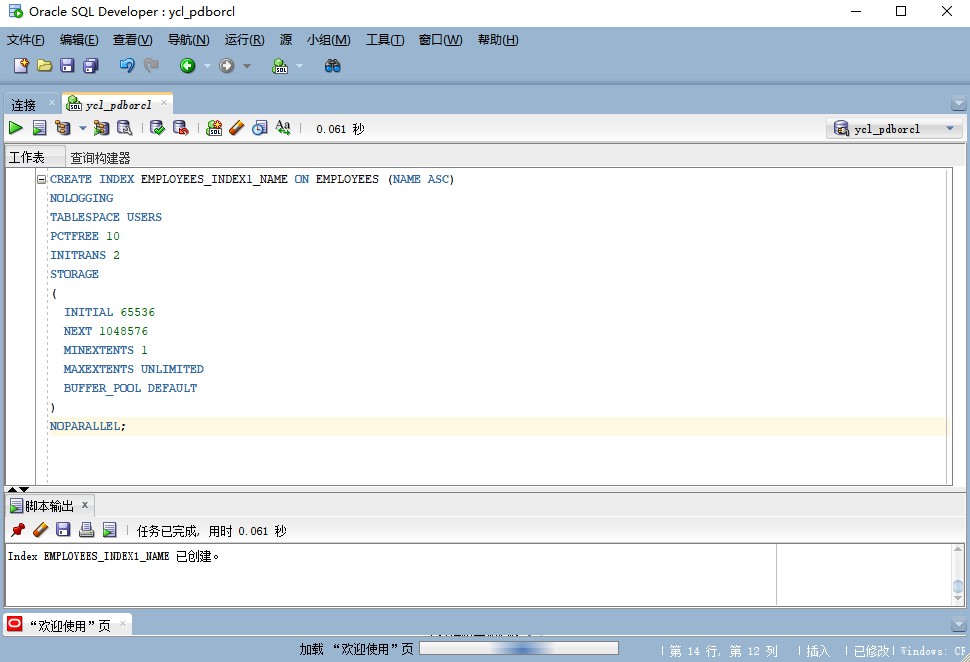 Oracle SQL Developer : ycl_pdborcl
文件(F) 编辑(E) 查看(V) 导航(N) 运行(R) 源 小组(M) 工具(T) 窗口(W) 帮助(H)
连接 ycl_pdborcl
0.061 秒 ycl_pdborcl
工作表 查询构建器
CREATE INDEX EMPLOYEES_INDEX1_NAME ON EMPLOYEES (NAME ASC)
NOLOGGING
TABLESPACE USERS
PCTFREE 10
INITRANS 2
STORAGE
(
INITIAL 65536
NEXT 1048576
MINEXTENTS 1
MAXEXTENTS UNLIMITED
BUFFER_POOL DEFAULT
)
NOPARALLEL;
脚本输出
任务已完成, 用时 0.061 秒
Index EMPLOYEES_INDEX1_NAME 已创建。
“欢迎使用”页
加载 “欢迎使用”页 第 14 行, 第 12 列 插入 已修改 Windows: CR